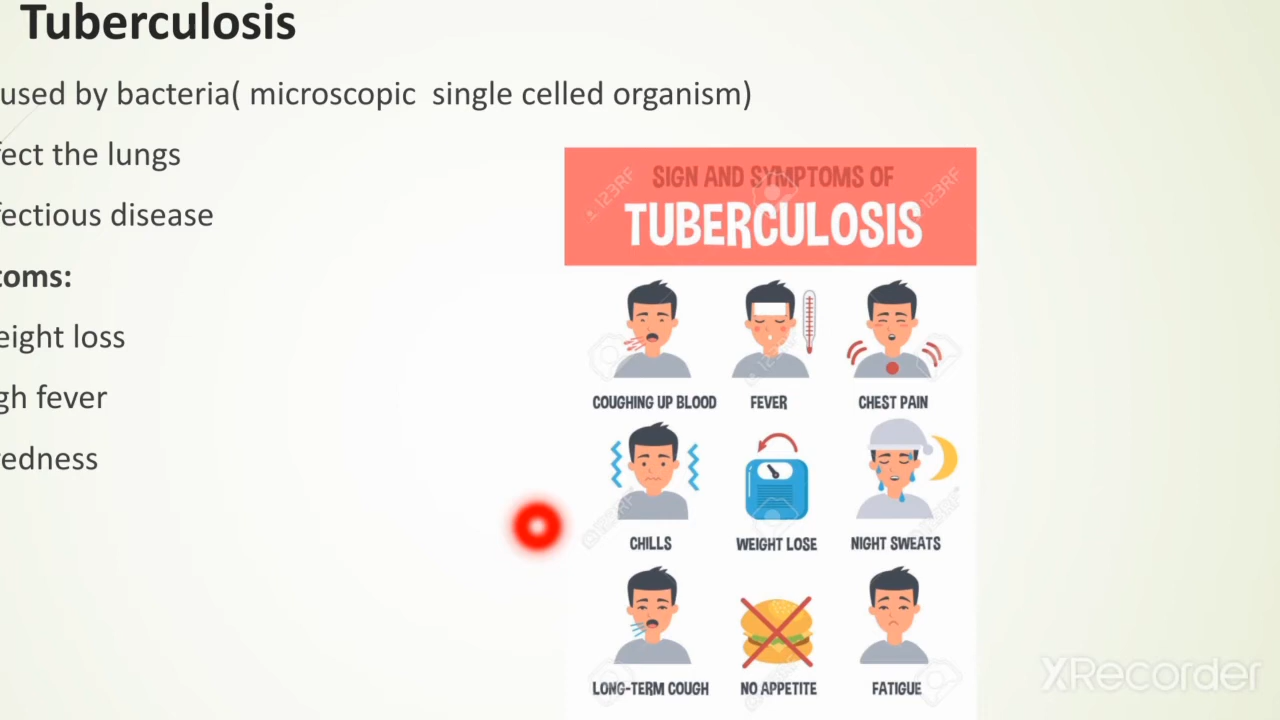 Tuberculosis
used by bacteria( microscopic single celled organism)
fect the lungs
fectious disease
toms:
eight loss
gh fever
redness
SIGN AND SYMPTOMS OF
TUBERCULOSIS
COUGHING UP BLOOD
FEVER
CHEST PAIN
CHILLS
WEIGHT LOSE
NIGHT SWEATS
LONG-TERM COUGH
NO APPETITE
FATIGUE
123RF
XRecorder